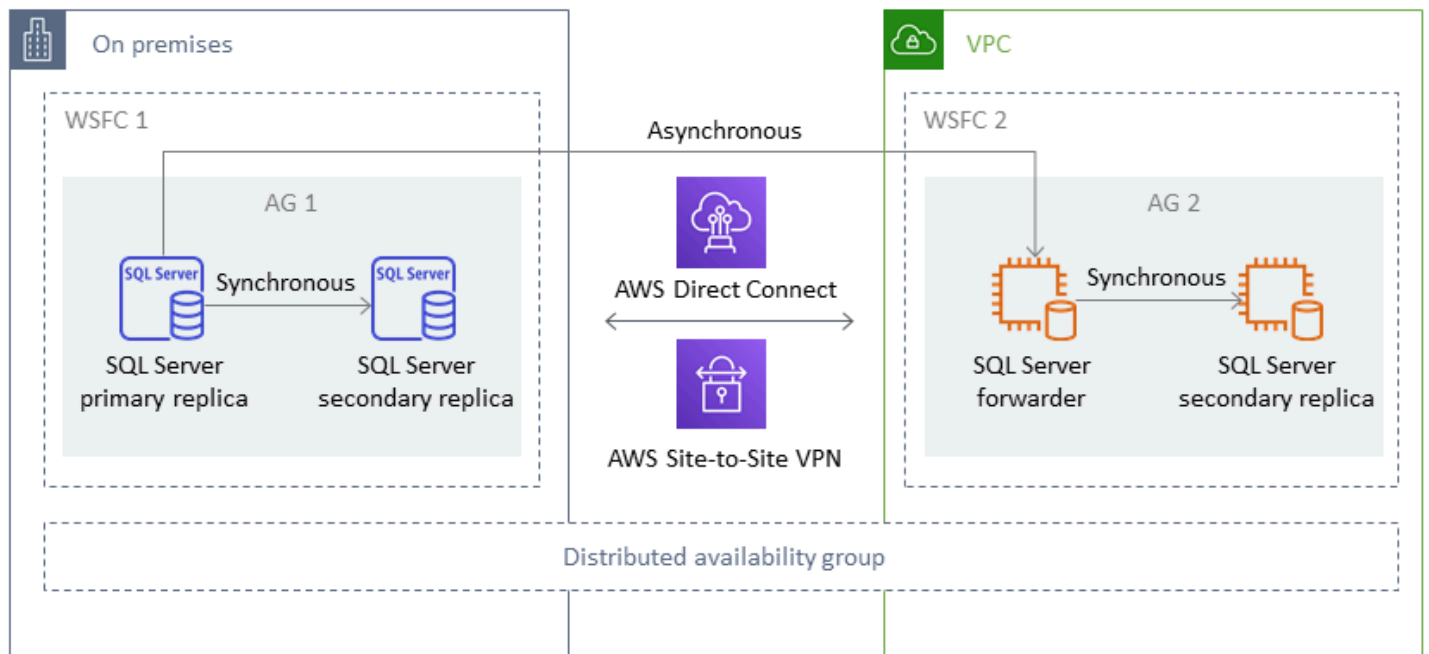 On premises
VPC
WSFC 1
WSFC 2
Asynchronous
AG 1
AG 2
SQL Server
Synchronous
SQL Server
AWS Direct Connect
Synchronous
SQL Server
primary replica
SQL Server
secondary replica
SQL Server
forwarder
SQL Server
secondary replica
AWS Site-to-Site VPN
Distributed availability group